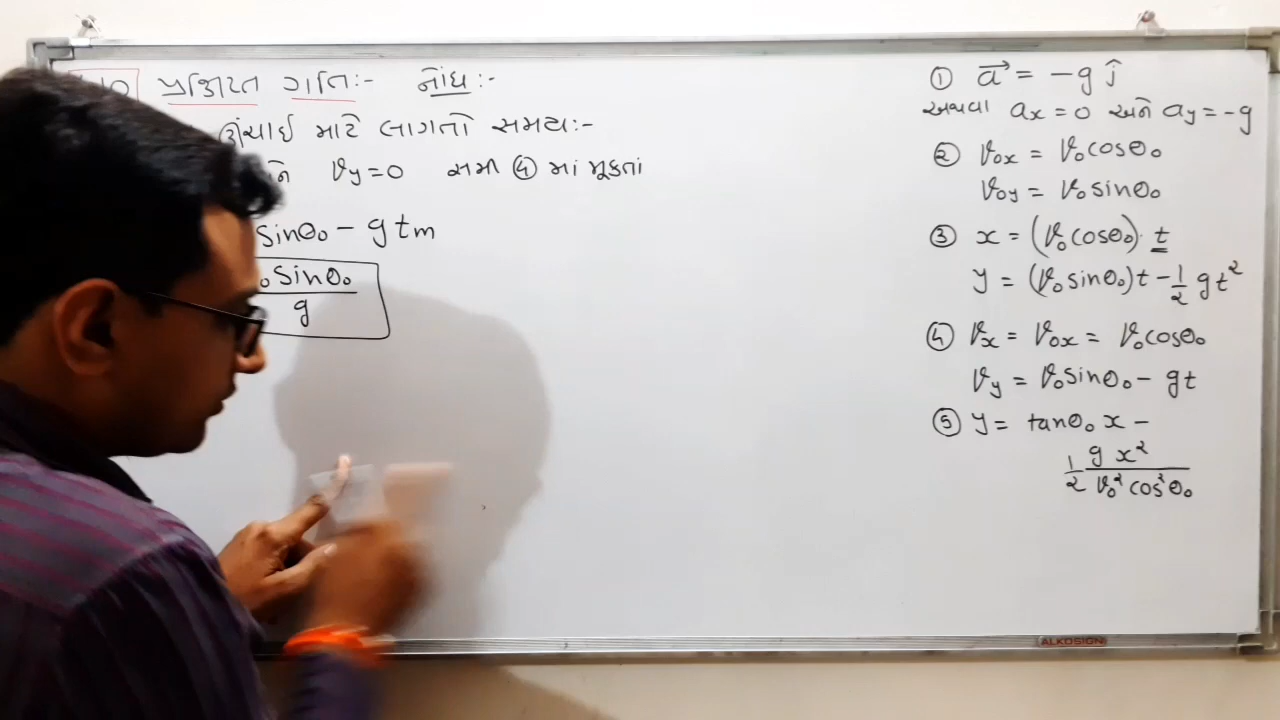 પ્રક્ષિપ્ત ગતિ:- નોંધ:-
ઊંચાઈ માટે લાગતો સમય:-
vy=0 સમી ④ માં મૂકતાં
sinθ₀ - gtm
₀ sinθ₀
g
① a⃗ = -g ĵ
અથવા ax = 0 અને ay = -g
② v₀x = v₀cosθ₀
v₀y = v₀sinθ₀
③ x = (v₀cosθ₀)· t
y = (v₀sinθ₀)t - 1/2 gt²
④ vx = v₀x = v₀cosθ₀
vy = v₀sinθ₀ - gt
⑤ y = tanθ₀ x -
1/2 g x² / v₀² cos²θ₀
ALKOSIGN